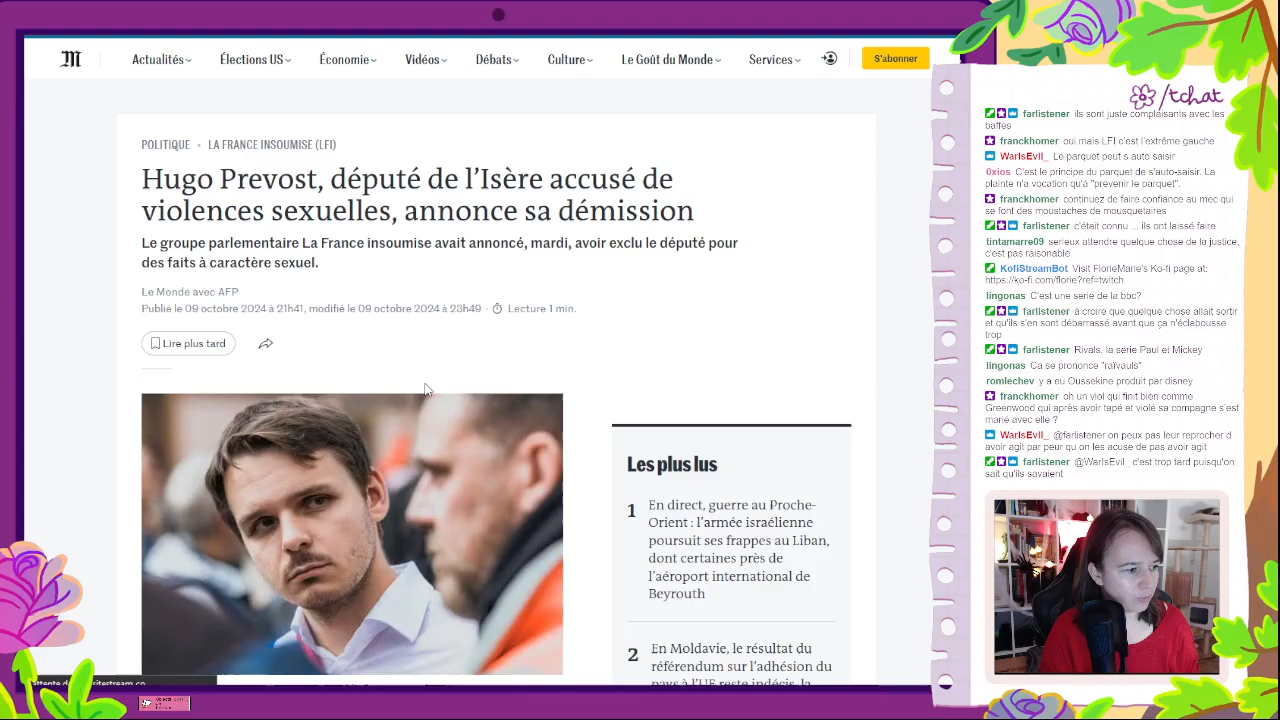 M
Actualités
Élections US
Économie
Vidéos
Débats
Culture
Le Goût du Monde
Services
S'abonner
POLITIQUE • LA FRANCE INSOUMISE (LFI)
Hugo Prevost, député de l'Isère accusé de
violences sexuelles, annonce sa démission
Le groupe parlementaire La France insoumise avait annoncé, mardi, avoir exclu le député pour
des faits à caractère sexuel.
Le Monde avec AFP
Publié le 09 octobre 2024 à 21h41, modifié le 09 octobre 2024 à 23h49 · Lecture 1 min.
Lire plus tard
Les plus lus
1 En direct, guerre au Proche-
Orient : l'armée israélienne
poursuit ses frappes au Liban,
dont certaines près de
l'aéroport international de
Beyrouth
2 En Moldavie, le résultat du
référendum sur l'adhésion du
pays à l'UE reste indécis, la
/tchat
farlistener ils sont juste complaisants avec les
baffes
franckhomer oui mais LFI c'est l'extrême gauche
WarIsEvil_ Le parquet peut s auto saisir
0xios C'est le principe du parquet de s'auto-saisir. La
plainte n'a vocation qu'à "prévenir le parquet".
franckhomer continuez de faire confiance au mec qui
se font des moustaches de mousquetaires
farlistener c'était connu ... ils ont laissé faire
tintamarre09 serieux attendre quelque chose de la justice,
c'est pas raisonable
KofiStreamBot Visit FlorieMarie's Ko-fi page at:
https://ko-fi.com/florie?ref=twitch
lingonas C'est une serie de la bbc?
farlistener à croire que quelque chose allait sortir
et qu'ils s'en sont débarrassé avant que ça n'éclabousse
trop
farlistener Rivals, la série Paul et Mickey
lingonas Ca se prononce "raïvauls"
romlechev y a eu Oussekine produit par disney
franckhomer oh un viol qui finit bien comme
Greenwood qui après avoir tapé et violé sa compagne s'est
marié avec elle ?
WarIsEvil_ @farlistener on peux pas leur reprocher d
avoir agit par peur qu on les acuse de pas avoir agit
farlistener @WarIsEvil_ c'est trop tard puisqu'on
sait qu'ils savaient